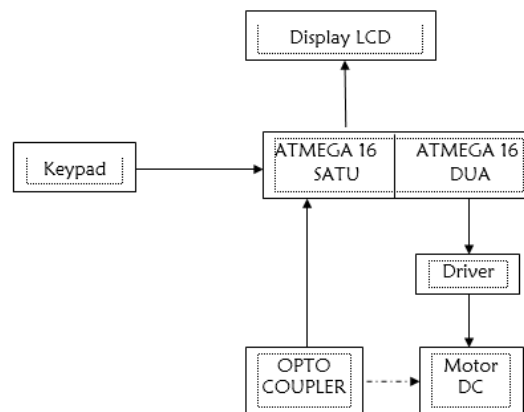 Display LCD
Keypad
ATMEGA 16
SATU
ATMEGA 16
DUA
Driver
OPTO
COUPLER
Motor
DC